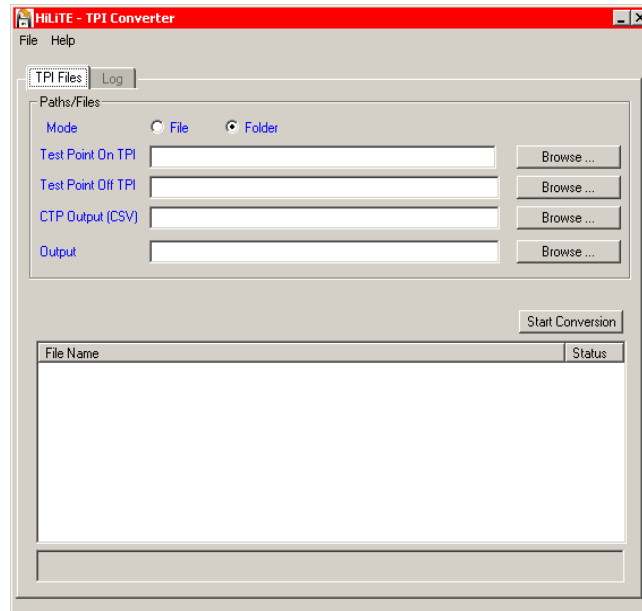 HiLiTE - TPI Converter
File Help
TPI Files Log
Paths/Files
Mode File Folder
Test Point On TPI Browse ...
Test Point Off TPI Browse ...
CTP Output (CSV) Browse ...
Output Browse ...
Start Conversion
File Name Status